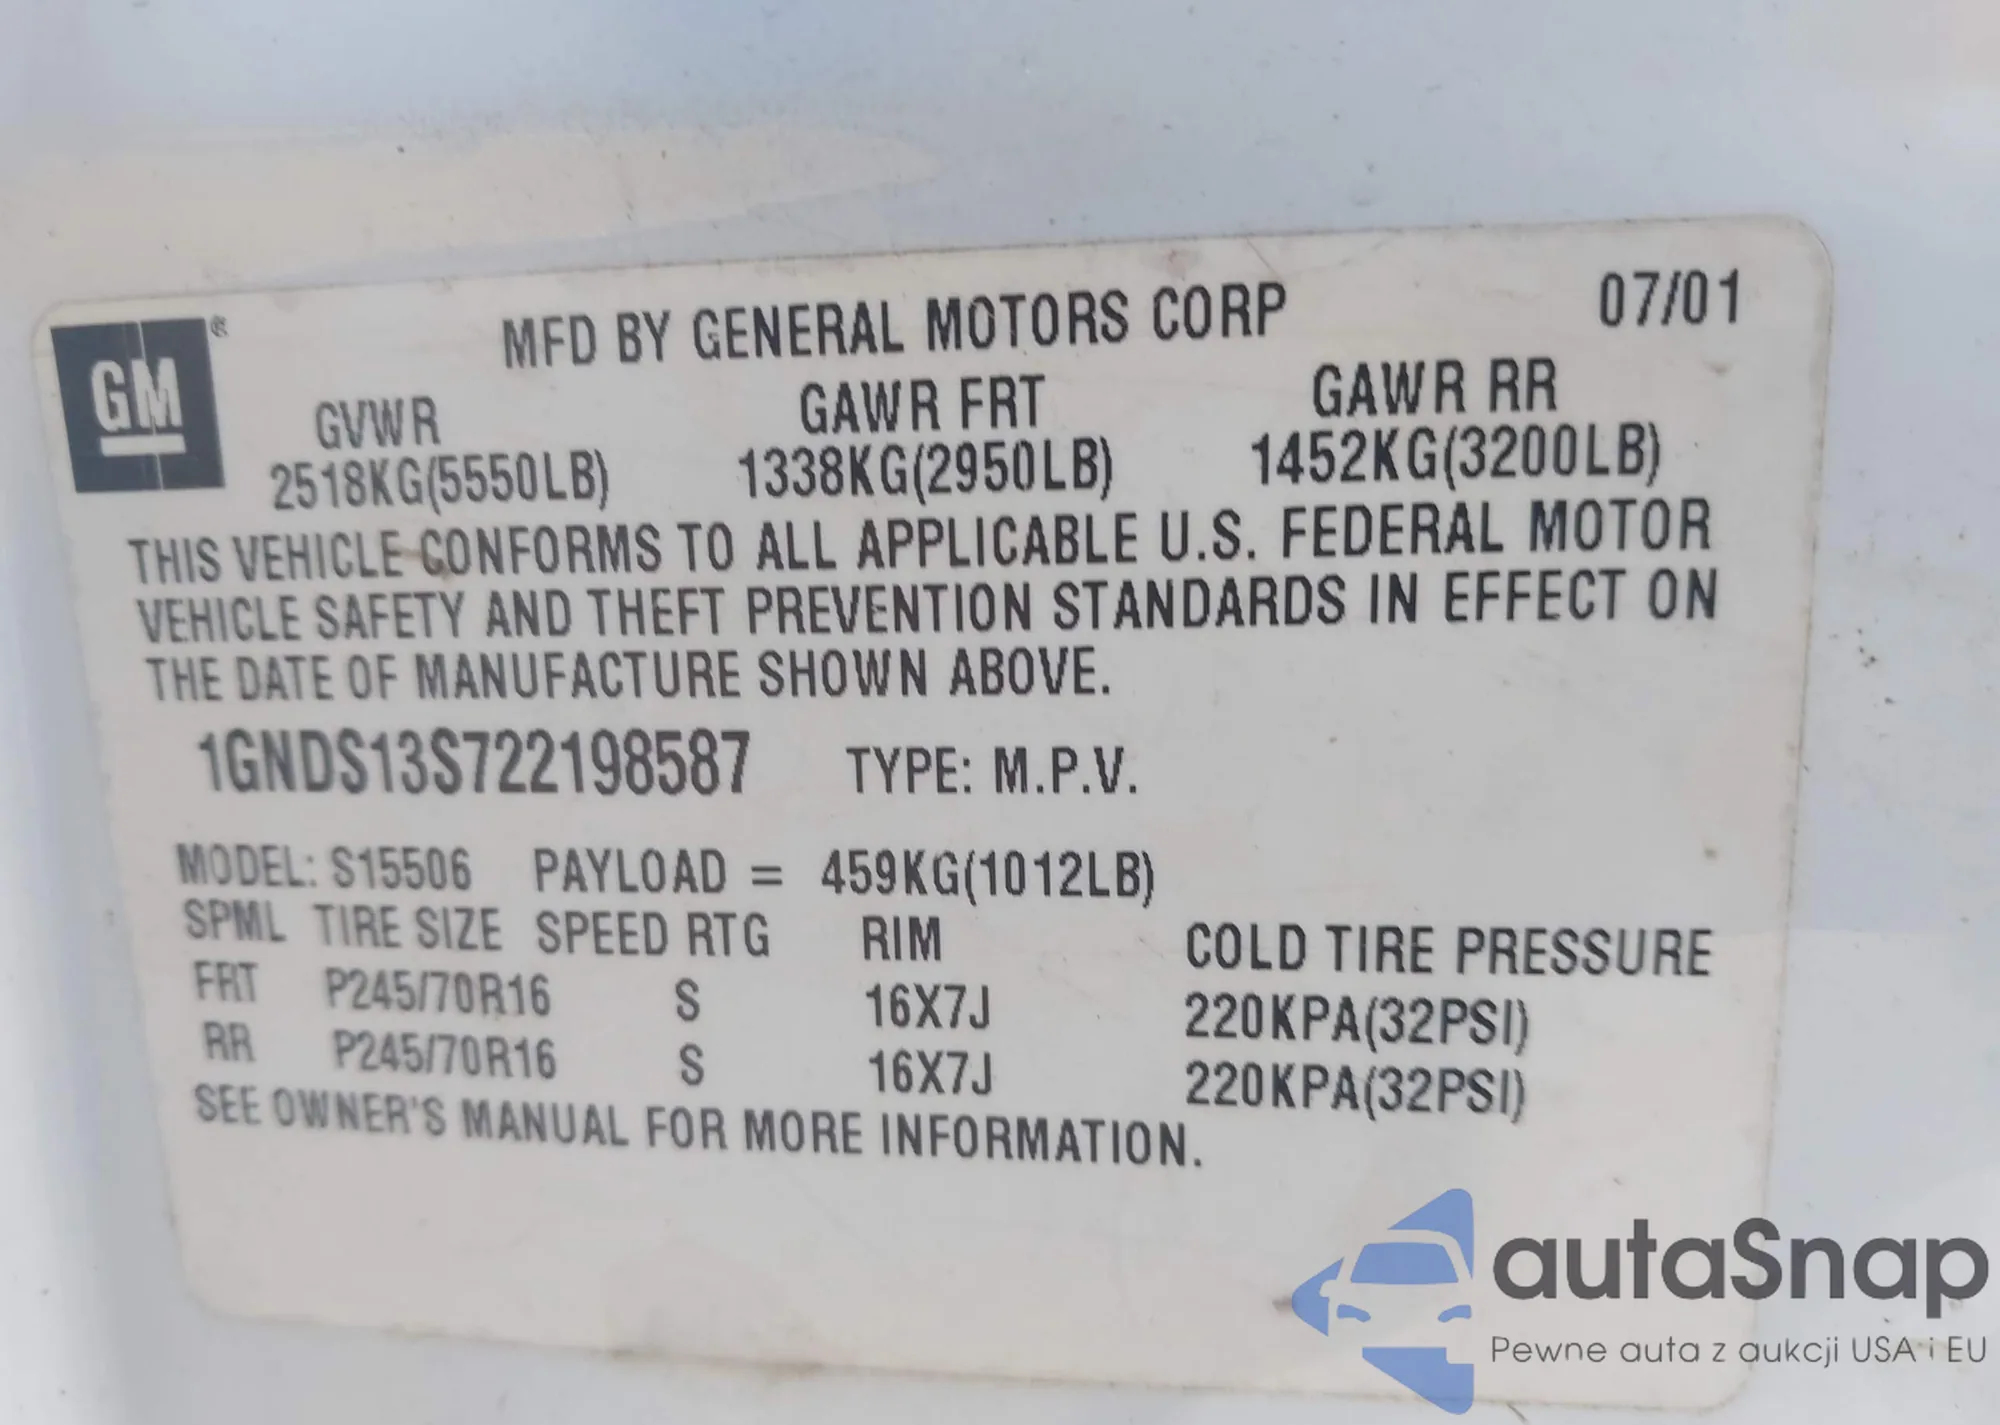 GM
MFD BY GENERAL MOTORS CORP 07/01
GVWR GAWR FRT GAWR RR
2518KG(5550LB) 1338KG(2950LB) 1452KG(3200LB)
THIS VEHICLE CONFORMS TO ALL APPLICABLE U.S. FEDERAL MOTOR
VEHICLE SAFETY AND THEFT PREVENTION STANDARDS IN EFFECT ON
THE DATE OF MANUFACTURE SHOWN ABOVE.
1GNDS13S722198587 TYPE: M.P.V.
MODEL: S15506 PAYLOAD = 459KG(1012LB)
SPML TIRE SIZE SPEED RTG RIM COLD TIRE PRESSURE
FRT P245/70R16 S 16X7J 220KPA(32PSI)
RR P245/70R16 S 16X7J 220KPA(32PSI)
SEE OWNER'S MANUAL FOR MORE INFORMATION.
autaSnap
Pewne auta z aukcji USA i EU